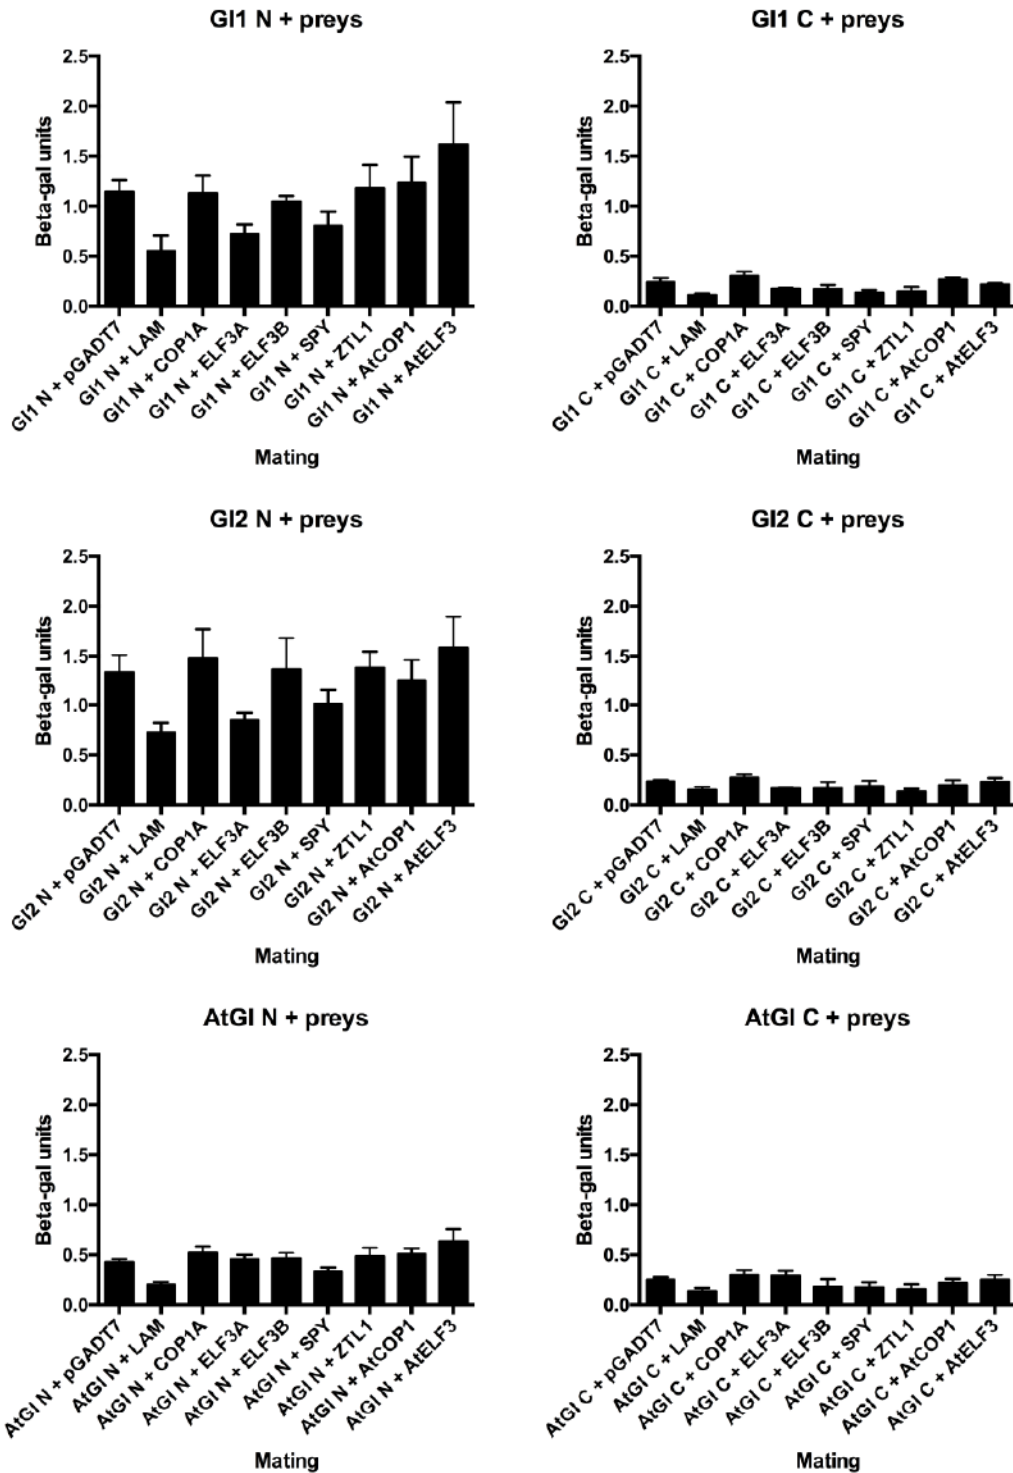 GI1 N + preys
2.5
2.0
1.5
1.0
0.5
0.0
Beta-gal units
GI1 N + pGADT7
GI1 N + LAM
GI1 N + COP1A
GI1 N + ELF3A
GI1 N + ELF3B
GI1 N + SPY
GI1 N + ZTL1
GI1 N + AtCOP1
GI1 N + AtELF3
Mating
GI1 C + preys
2.5
2.0
1.5
1.0
0.5
0.0
Beta-gal units
GI1 C + pGADT7
GI1 C + LAM
GI1 C + COP1A
GI1 C + ELF3A
GI1 C + ELF3B
GI1 C + SPY
GI1 C + ZTL1
GI1 C + AtCOP1
GI1 C + AtELF3
Mating
GI2 N + preys
2.5
2.0
1.5
1.0
0.5
0.0
Beta-gal units
GI2 N + pGADT7
GI2 N + LAM
GI2 N + COP1A
GI2 N + ELF3A
GI2 N + ELF3B
GI2 N + SPY
GI2 N + ZTL1
GI2 N + AtCOP1
GI2 N + AtELF3
Mating
GI2 C + preys
2.5
2.0
1.5
1.0
0.5
0.0
Beta-gal units
GI2 C + pGADT7
GI2 C + LAM
GI2 C + COP1A
GI2 C + ELF3A
GI2 C + ELF3B
GI2 C + SPY
GI2 C + ZTL1
GI2 C + AtCOP1
GI2 C + AtELF3
Mating
AtGI N + preys
2.5
2.0
1.5
1.0
0.5
0.0
Beta-gal units
AtGI N + pGADT7
AtGI N + LAM
AtGI N + COP1A
AtGI N + ELF3A
AtGI N + ELF3B
AtGI N + SPY
AtGI N + ZTL1
AtGI N + AtCOP1
AtGI N + AtELF3
Mating
AtGI C + preys
2.5
2.0
1.5
1.0
0.5
0.0
Beta-gal units
AtGI C + pGADT7
AtGI C + LAM
AtGI C + COP1A
AtGI C + ELF3A
AtGI C + ELF3B
AtGI C + SPY
AtGI C + ZTL1
AtGI C + AtCOP1
AtGI C + AtELF3
Mating